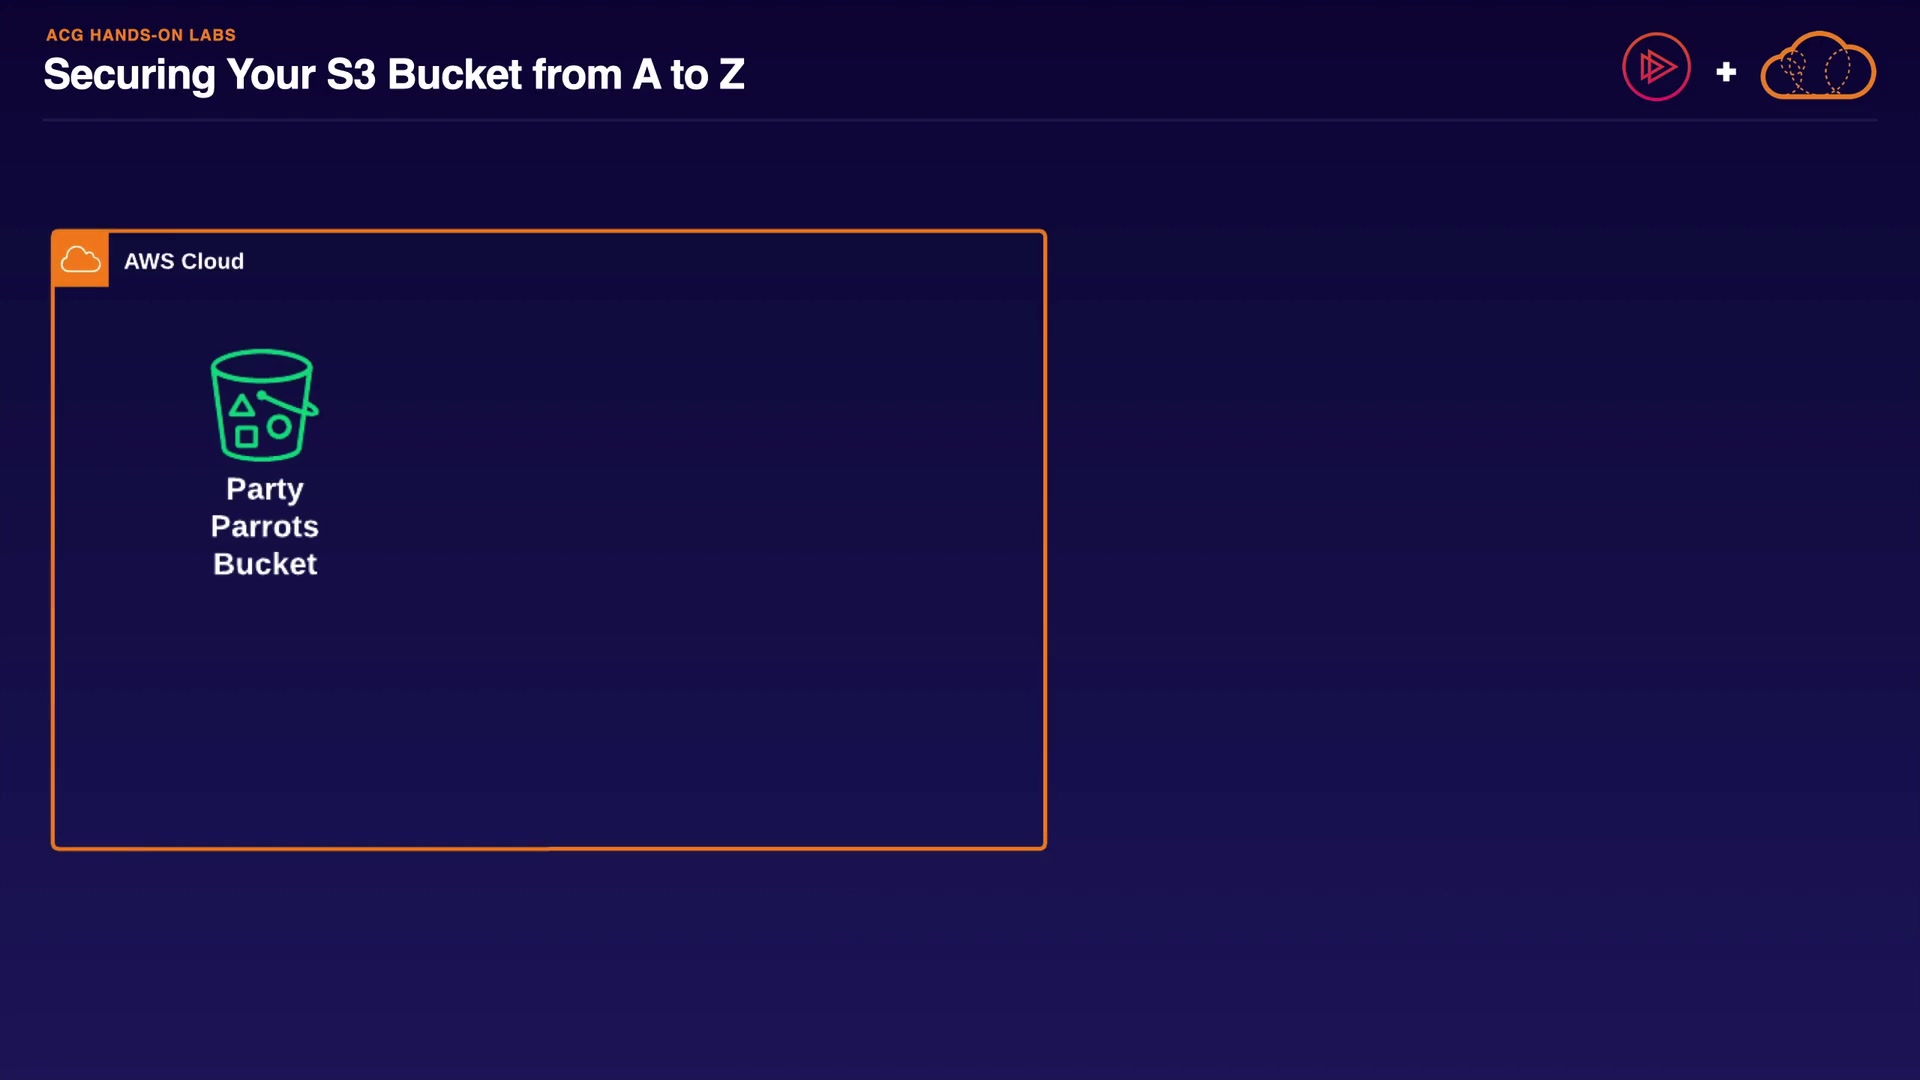 ACG HANDS-ON LABS
Securing Your S3 Bucket from A to Z
+
AWS Cloud
Party
Parrots
Bucket